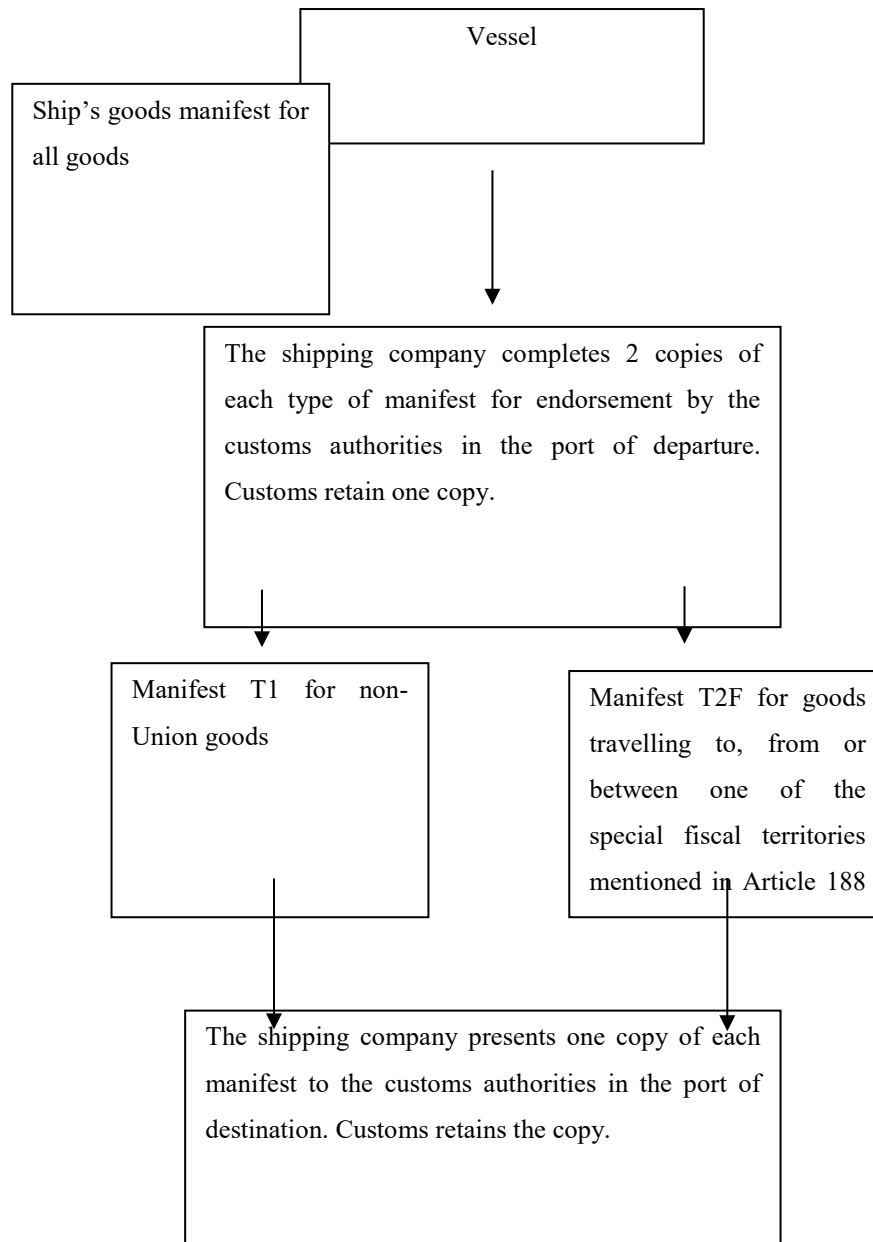 Vessel
Ship’s goods manifest for
all goods
The shipping company completes 2 copies of
each type of manifest for endorsement by the
customs authorities in the port of departure.
Customs retain one copy.
Manifest T1 for non-
Union goods
Manifest T2F for goods
travelling to, from or
between one of the
special fiscal territories
mentioned in Article 188
The shipping company presents one copy of each
manifest to the customs authorities in the port of
destination. Customs retains the copy.